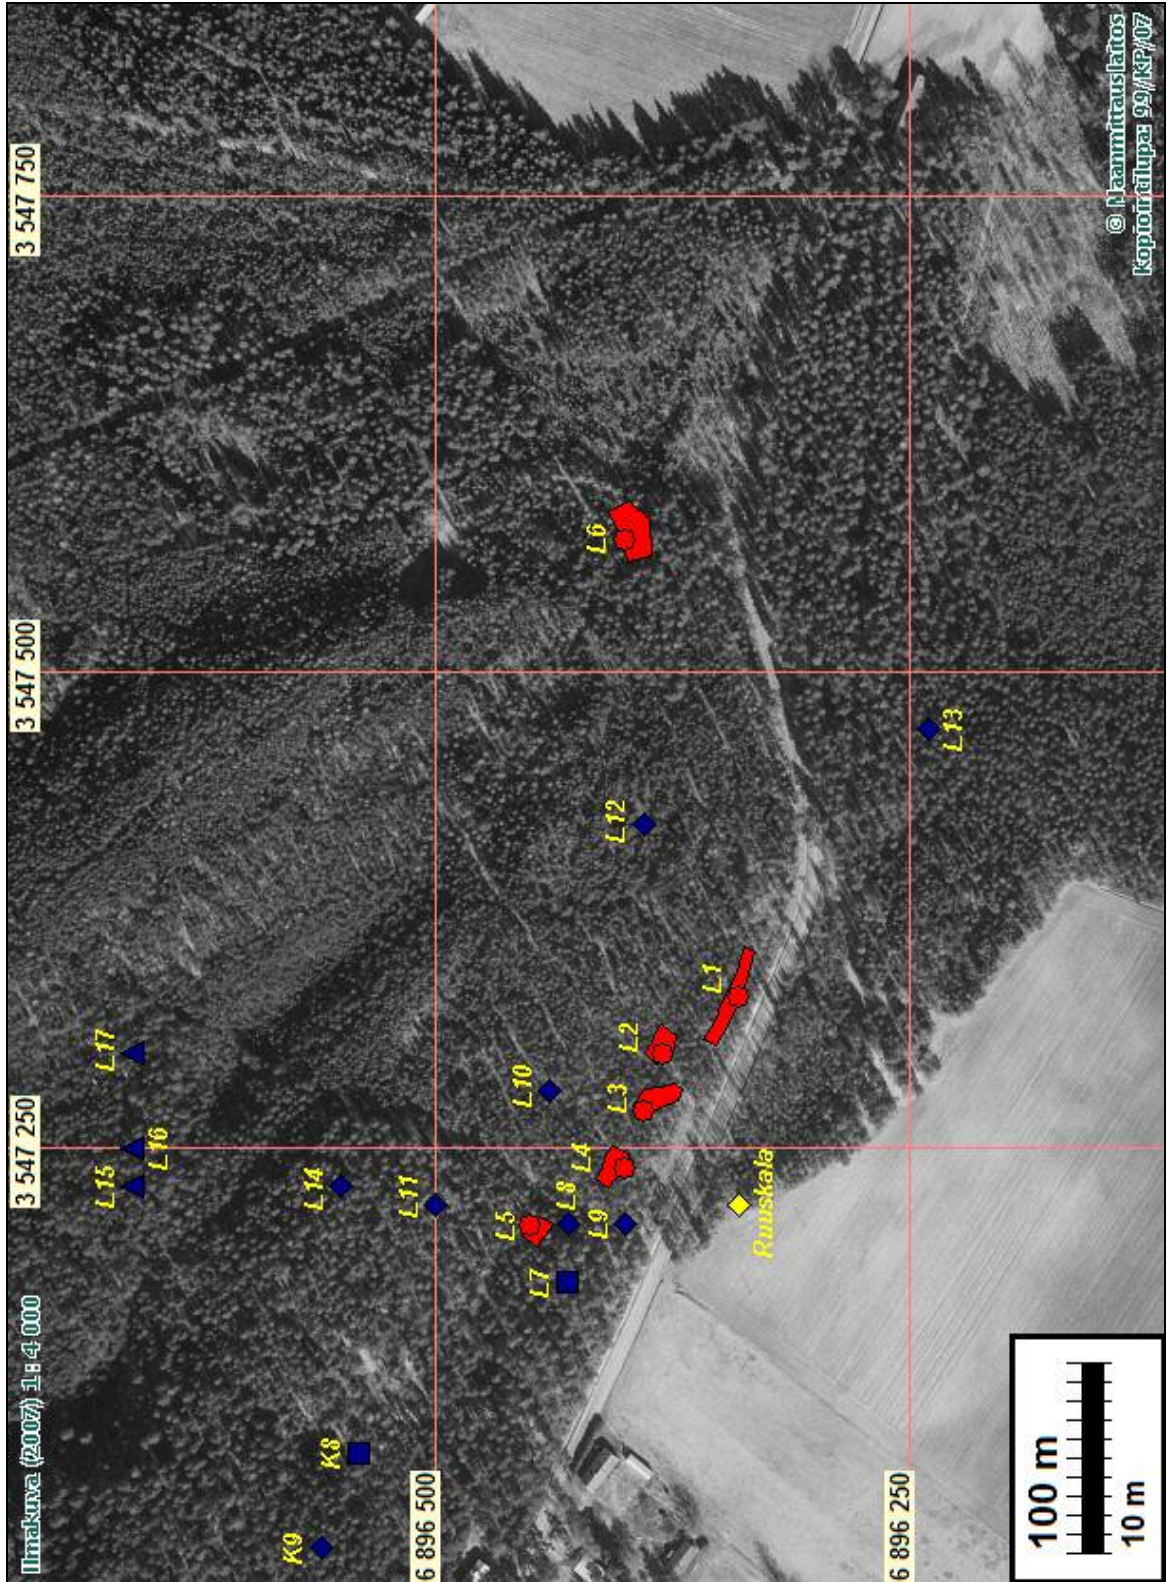 Ilmakuva (2007) 1: 4 000
3 547 250
3 547 500
3 547 750
© Maanmittauslaitos
Kopiointilupa: 99/KP/07
K9
K8
L15
L16
L17
L14
L11
L10
L5
L8
L9
L7
L4
L3
L2
L1
L12
L6
L13
Ruuskala
6 896 500
6 896 250
100 m
10 m